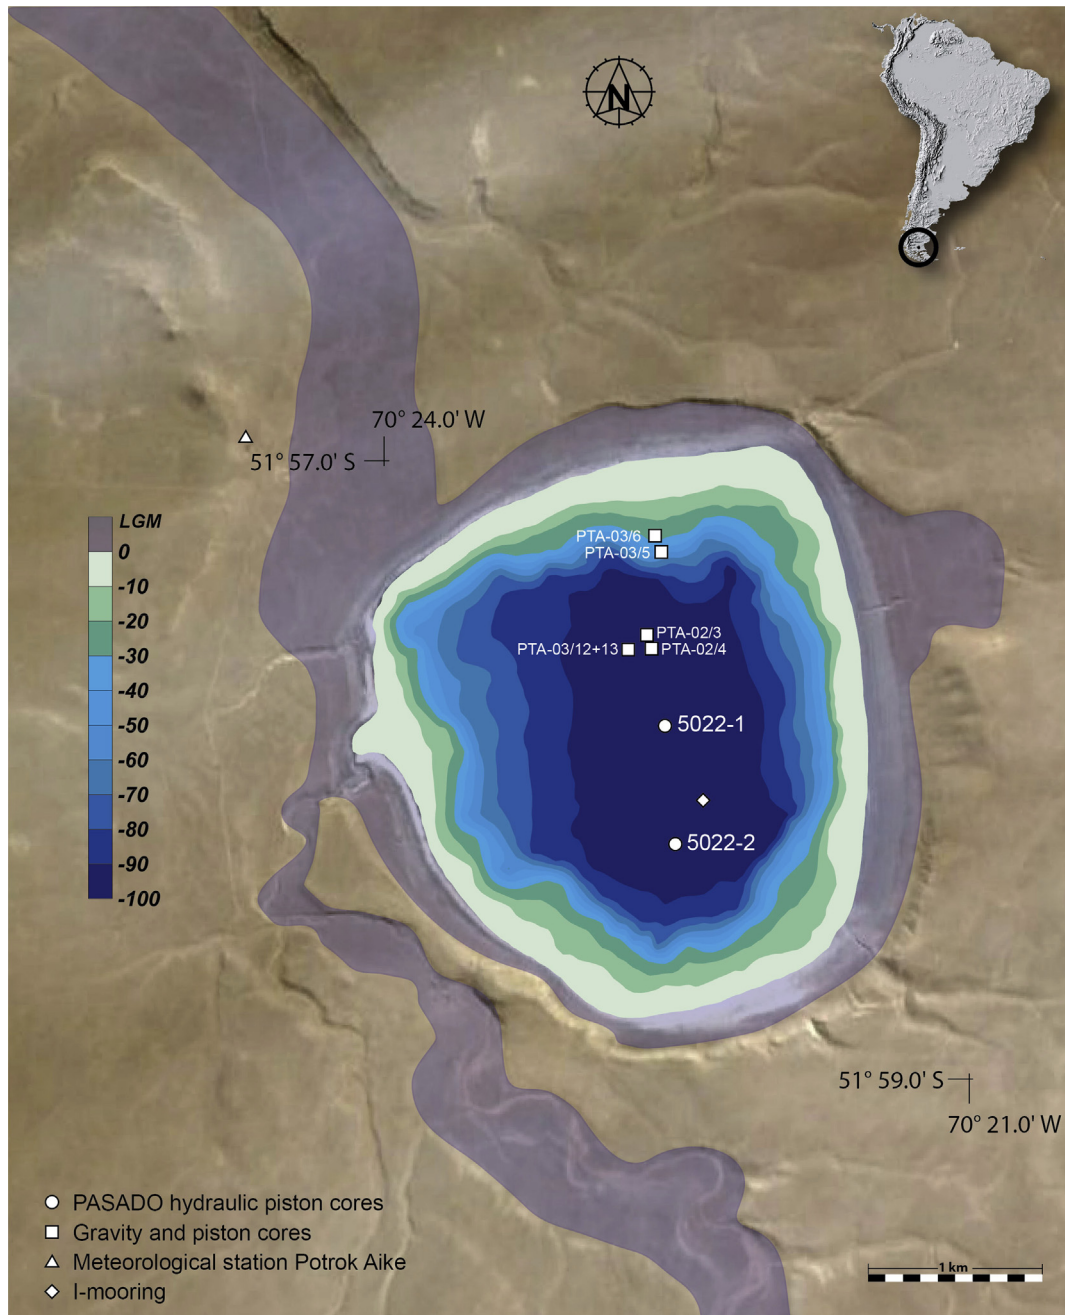 N
70° 24.0' W
51° 57.0' S
LGM
0
-10
-20
-30
-40
-50
-60
-70
-80
-90
-100
PTA-03/6
PTA-03/5
PTA-02/3
PTA-03/12+13
PTA-02/4
5022-1
5022-2
51° 59.0' S
70° 21.0' W
PASADO hydraulic piston cores
Gravity and piston cores
Meteorological station Potrok Aike
I-mooring
1 km